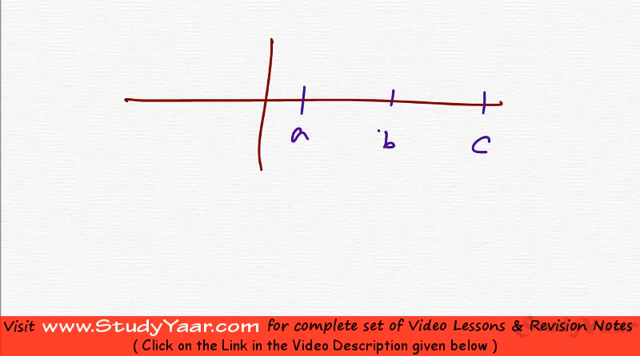 a b c
Visit www.StudyYaar.com for complete set of Video Lessons & Revision Notes
( Click on the Link in the Video Description given below )